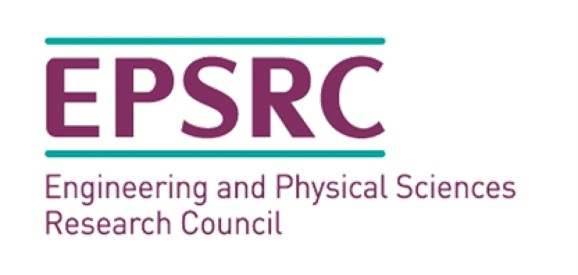 EPSRC
Engineering and Physical Sciences
Research Council